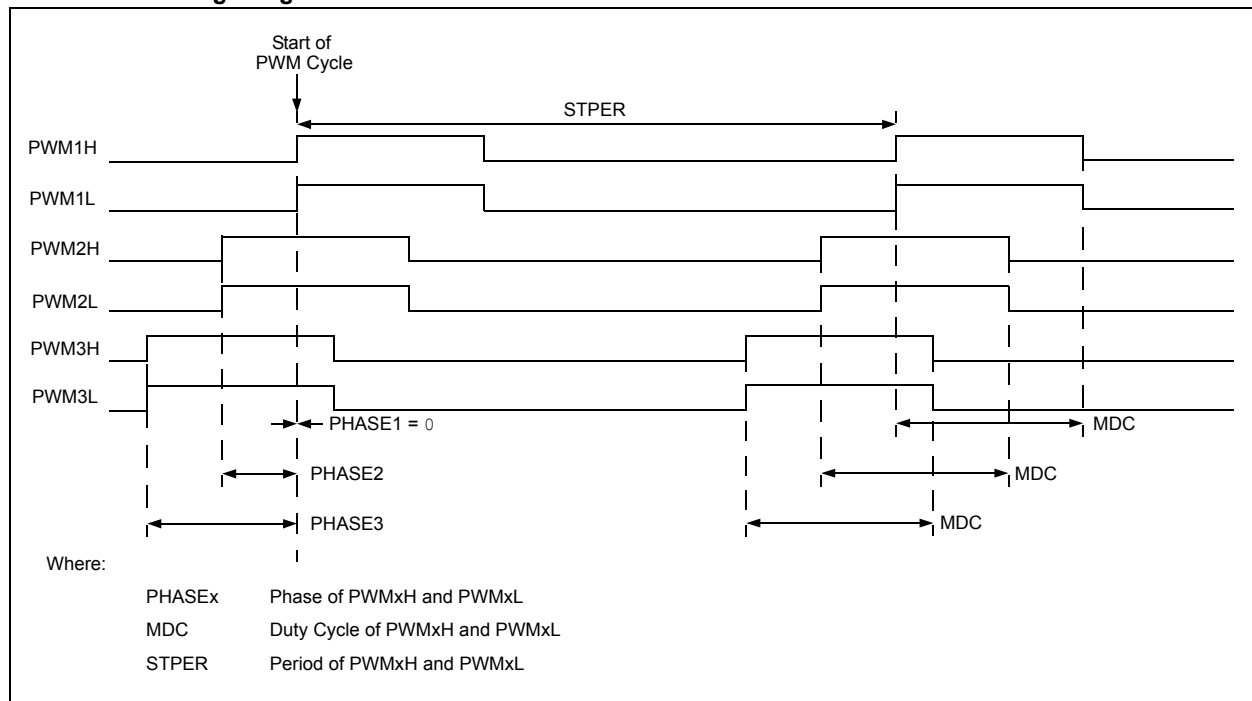 Start of
PWM Cycle
STPER
PWM1H
PWM1L
PWM2H
PWM2L
PWM3H
PWM3L
PHASE1 = 0
MDC
PHASE2
MDC
PHASE3
MDC
Where:
PHASEx Phase of PWMxH and PWMxL
MDC Duty Cycle of PWMxH and PWMxL
STPER Period of PWMxH and PWMxL